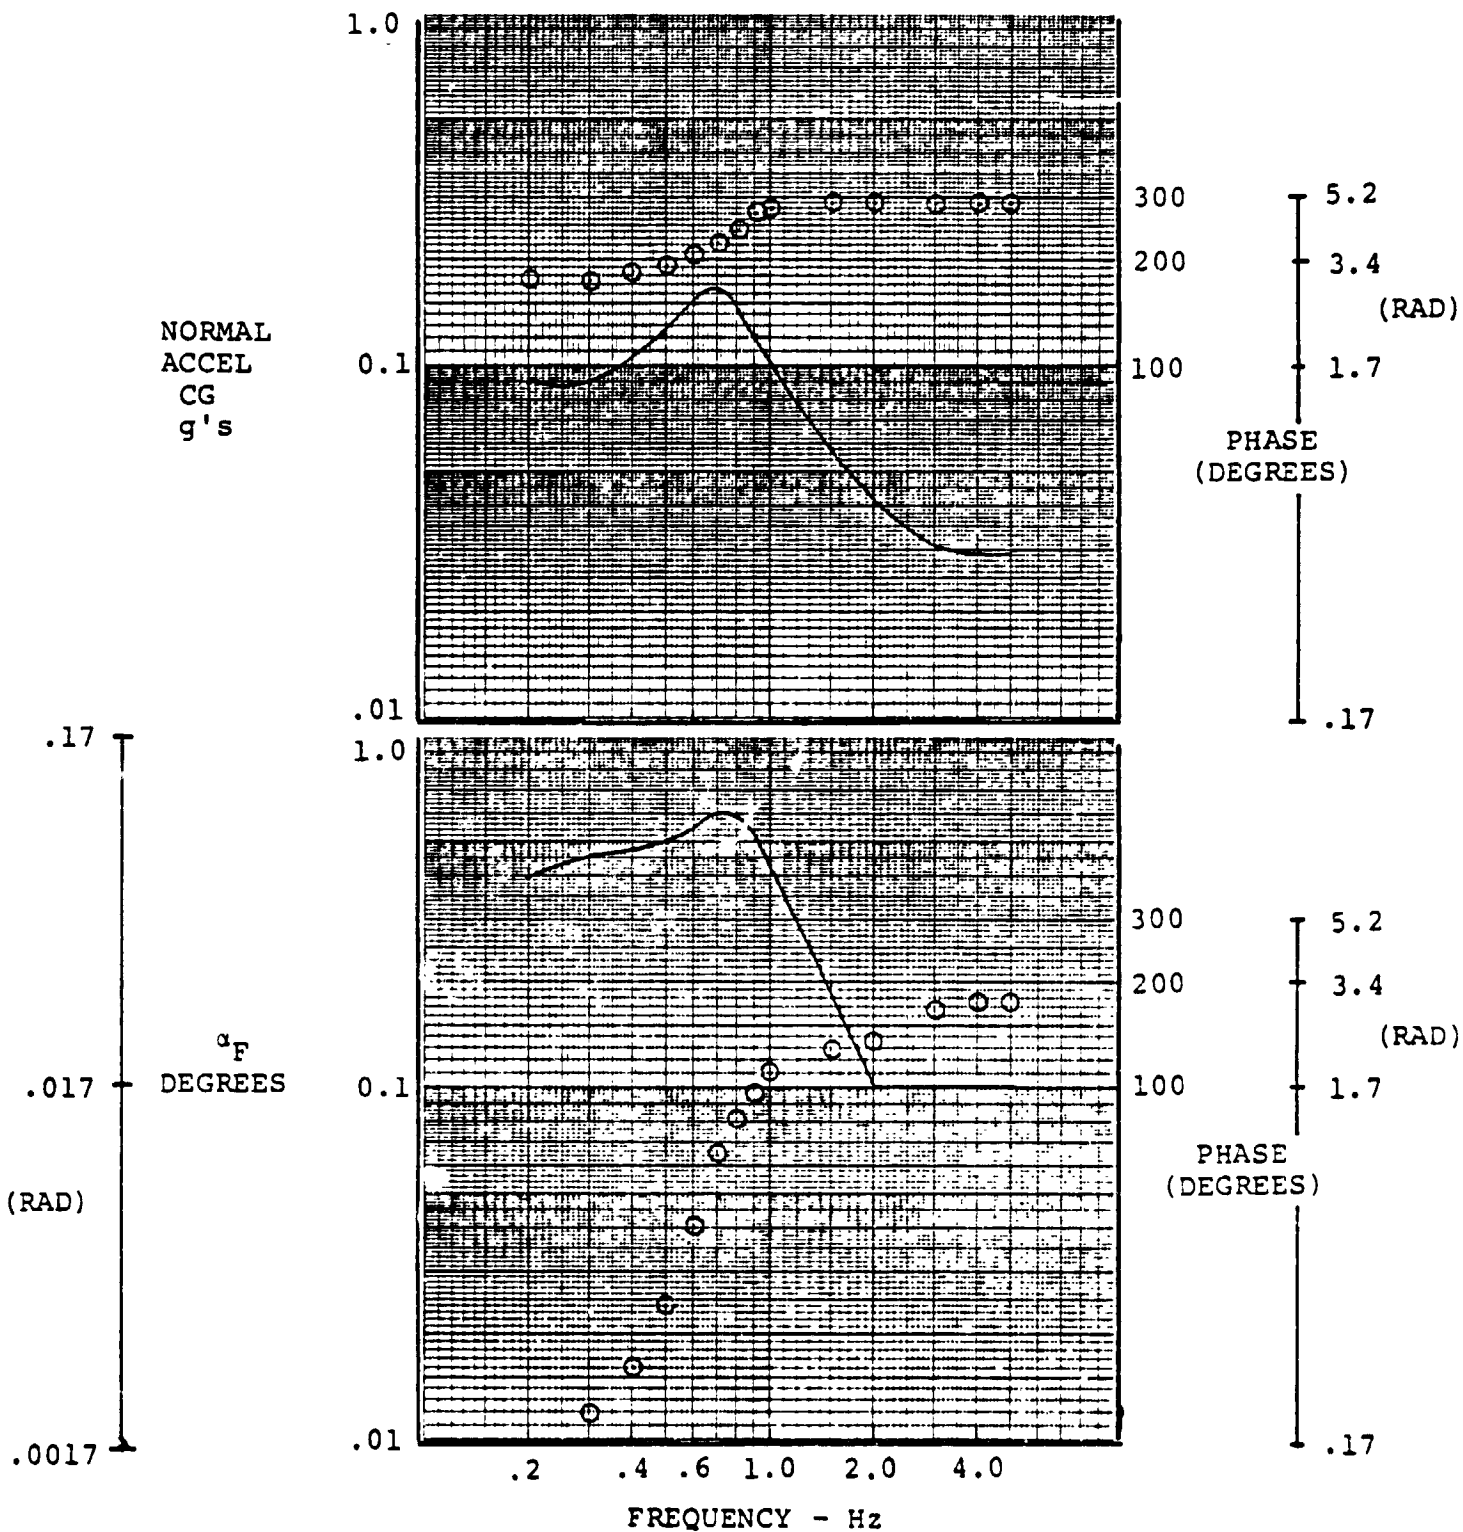 1.0
300
5.2
200
3.4
(RAD)
NORMAL
ACCEL
CG
g's
0.1
100
1.7
PHASE
(DEGREES)
.01
.17
.17
1.0
300
5.2
200
3.4
(RAD)
αF
DEGREES
.017
0.1
100
1.7
PHASE
(DEGREES)
(RAD)
.0017
.01
.17
.2 .4 .6 1.0 2.0 4.0
FREQUENCY - Hz